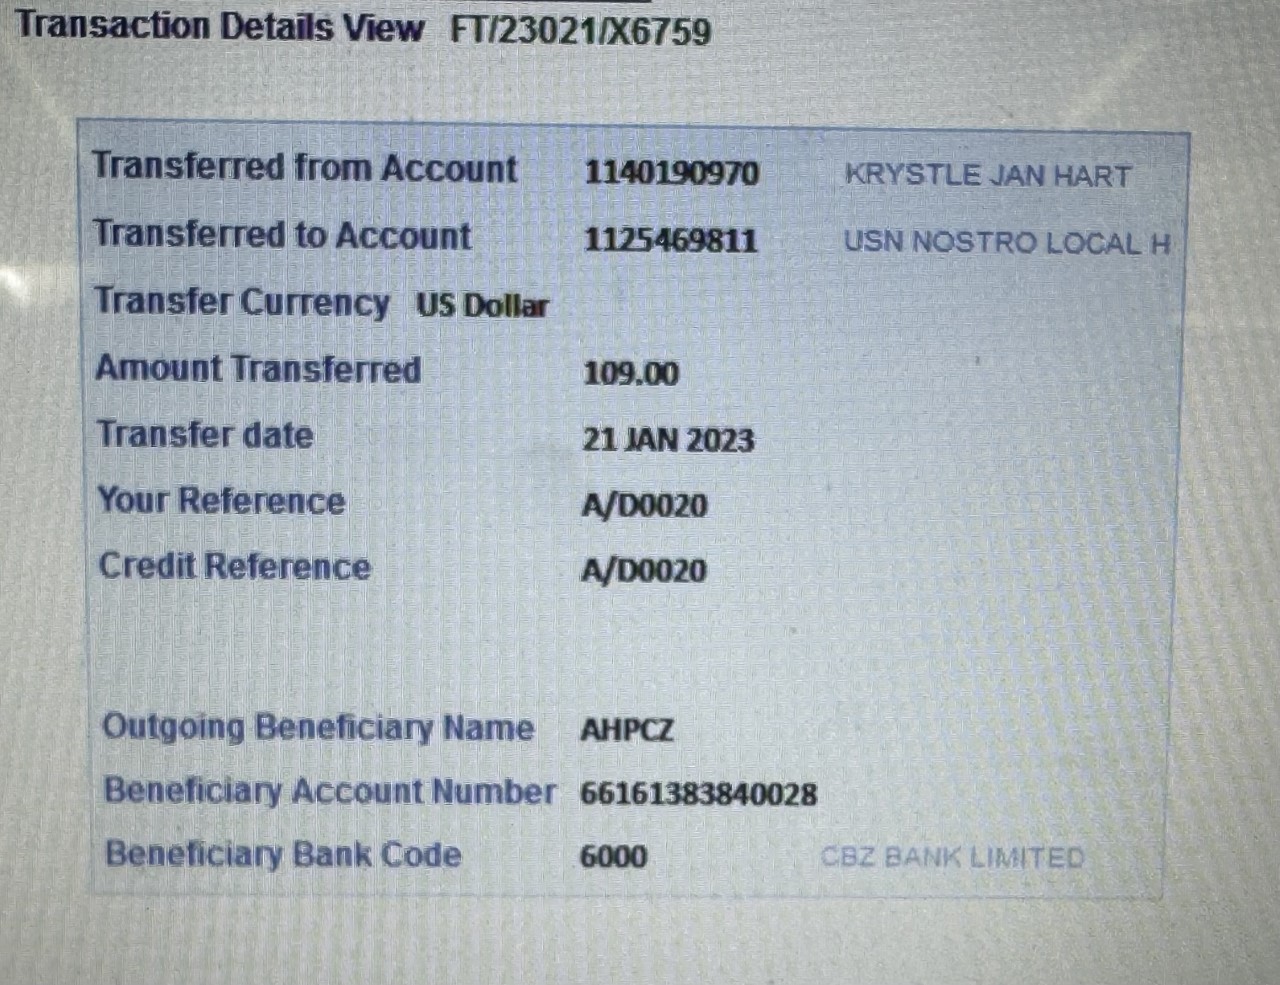 Transaction Details View FT/23021/X6759
Transferred from Account 1140190970 KRYSTLE JAN HART
Transferred to Account 1125469811 USN NOSTRO LOCAL H
Transfer Currency US Dollar
Amount Transferred 109.00
Transfer date 21 JAN 2023
Your Reference A/D0020
Credit Reference A/D0020
Outgoing Beneficiary Name AHPCZ
Beneficiary Account Number 66161383840028
Beneficiary Bank Code 6000 CBZ BANK LIMITED